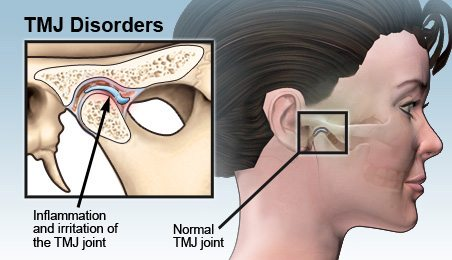 TMJ Disorders
Inflammation
and irritation of
the TMJ joint
Normal
TMJ joint